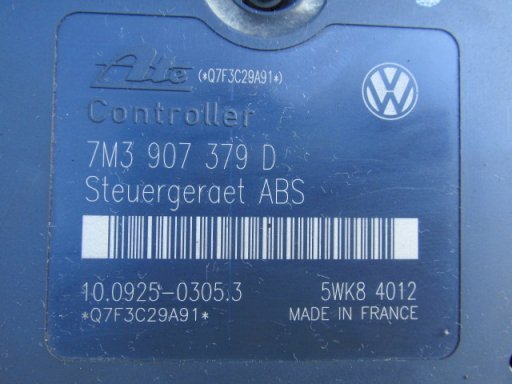 Ate (*Q7F3C29A91*)
Controller
7M3 907 379 D
Steuergeraet ABS
10.0925-0305.3 5WK8 4012
*Q7F3C29A91* MADE IN FRANCE